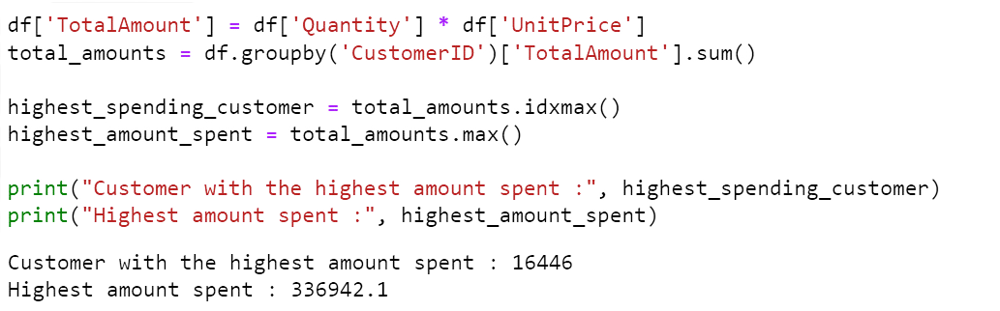 df['TotalAmount'] = df['Quantity'] * df['UnitPrice']
total_amounts = df.groupby('CustomerID')['TotalAmount'].sum()
highest_spending_customer = total_amounts.idxmax()
highest_amount_spent = total_amounts.max()
print("Customer with the highest amount spent :", highest_spending_customer)
print("Highest amount spent :", highest_amount_spent)
Customer with the highest amount spent : 16446
Highest amount spent : 336942.1